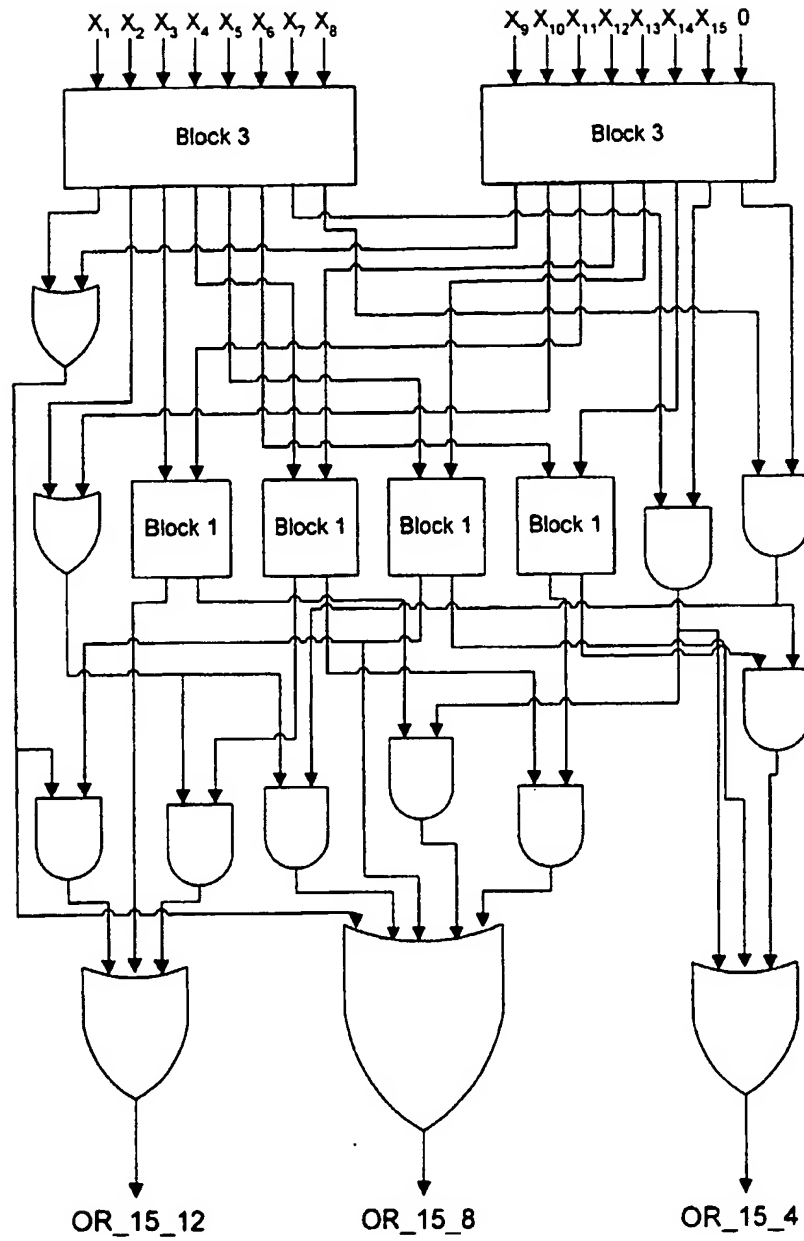 X₁ X₂ X₃ X₄ X₅ X₆ X₇ X₈ X₉ X₁₀ X₁₁ X₁₂ X₁₃ X₁₄ X₁₅ 0
Block 3 Block 3
Block 1 Block 1 Block 1 Block 1
OR_15_12 OR_15_8 OR_15_4